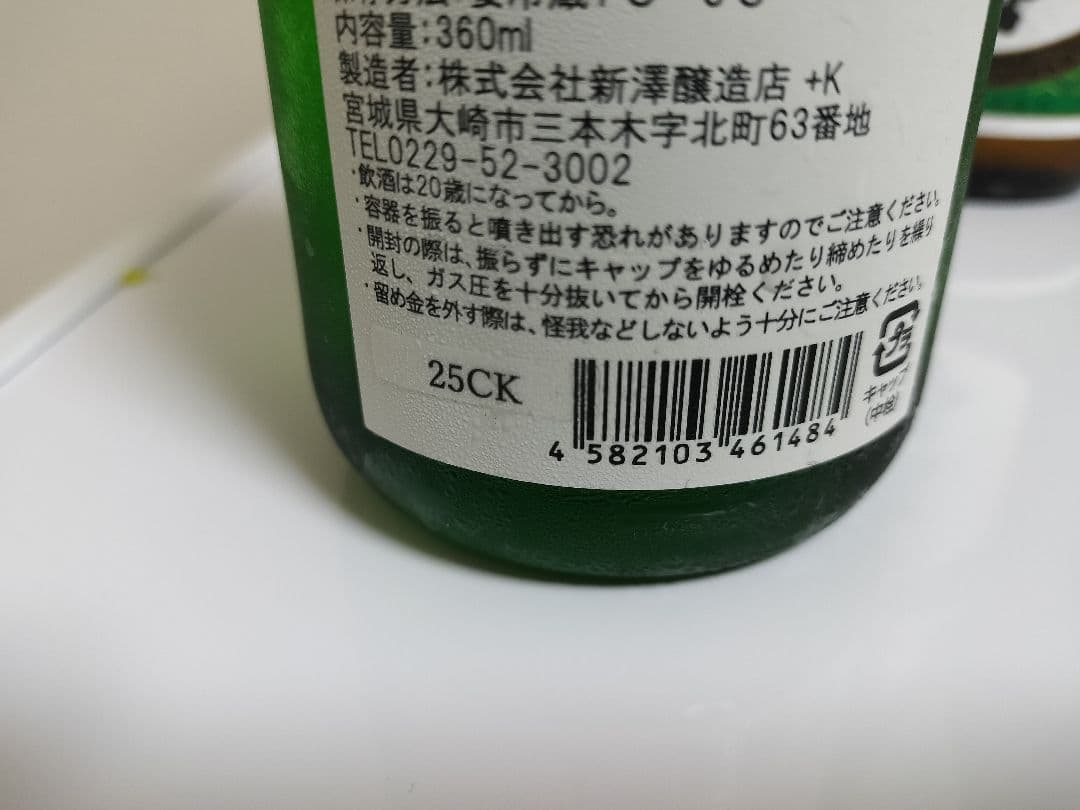 内容量:360ml
製造者:株式会社新澤醸造店 +K
宮城県大崎市三本木字北町63番地
TEL0229-52-3002
・飲酒は20歳になってから。
・容器を振ると噴き出す恐れがありますのでご注意ください。
・開封の際は、振らずにキャップをゆるめたり締めたりを繰り
返し、ガス圧を十分抜いてから開栓ください。
・留め金を外す際は、怪我などしないよう十分にご注意ください。
25CK
4 582103 461484
キャップ
(中栓)